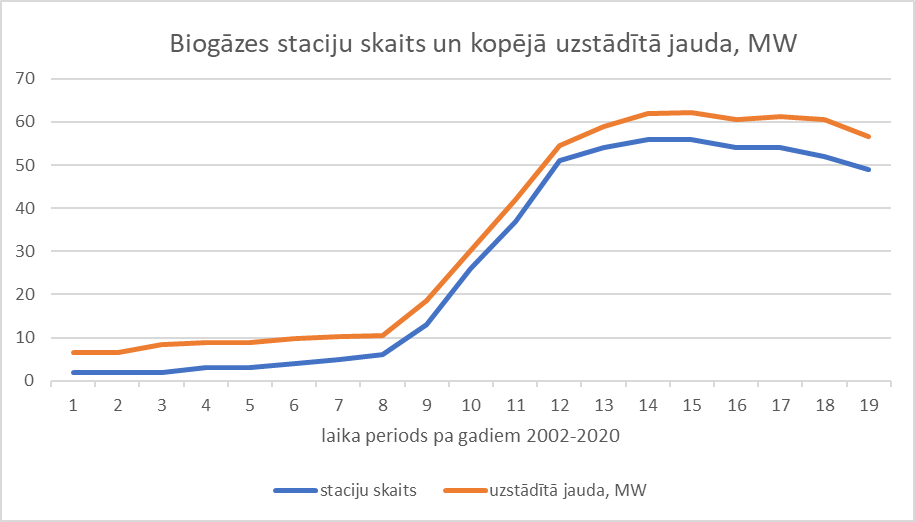 Biogāzes staciju skaits un kopējā uzstādītā jauda, MW
70
60
50
40
30
20
10
0
1 2 3 4 5 6 7 8 9 10 11 12 13 14 15 16 17 18 19
laika periods pa gadiem 2002-2020
staciju skaits uzstādītā jauda, MW